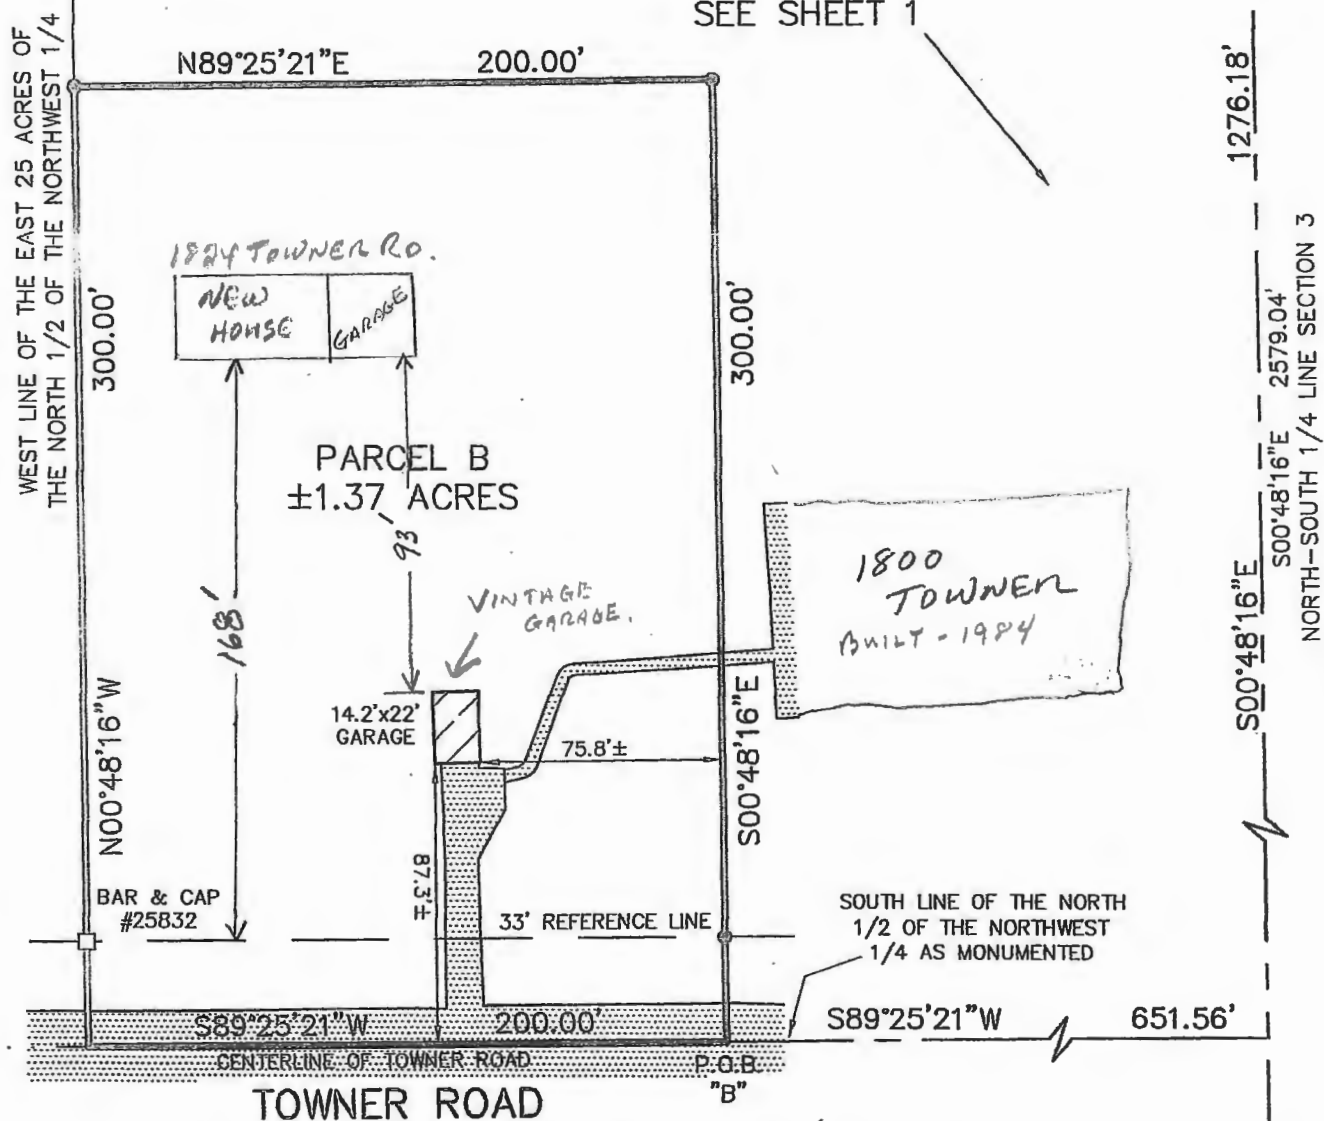 SEE SHEET 1
WEST LINE OF THE EAST 25 ACRES OF
THE NORTH 1/2 OF THE NORTHWEST 1/4
N89°25'21"E 200.00'
1276.18'
1824 TOWNER RD.
NEW
HOUSE
GARAGE
300.00'
300.00'
S00°48'16"E 2579.04'
NORTH-SOUTH 1/4 LINE SECTION 3
PARCEL B
±1.37 ACRES
93'
168'
VINTAGE
GARAGE.
1800
TOWNER
BUILT - 1984
S00°48'16"E
N00°48'16"W
14.2'x22'
GARAGE
75.8'±
S00°48'16"E
87.3'±
BAR & CAP
#25832
33' REFERENCE LINE
SOUTH LINE OF THE NORTH
1/2 OF THE NORTHWEST
1/4 AS MONUMENTED
S89°25'21"W 200.00'
S89°25'21"W 651.56'
CENTERLINE OF TOWNER ROAD
P.O.B.
"B"
TOWNER ROAD